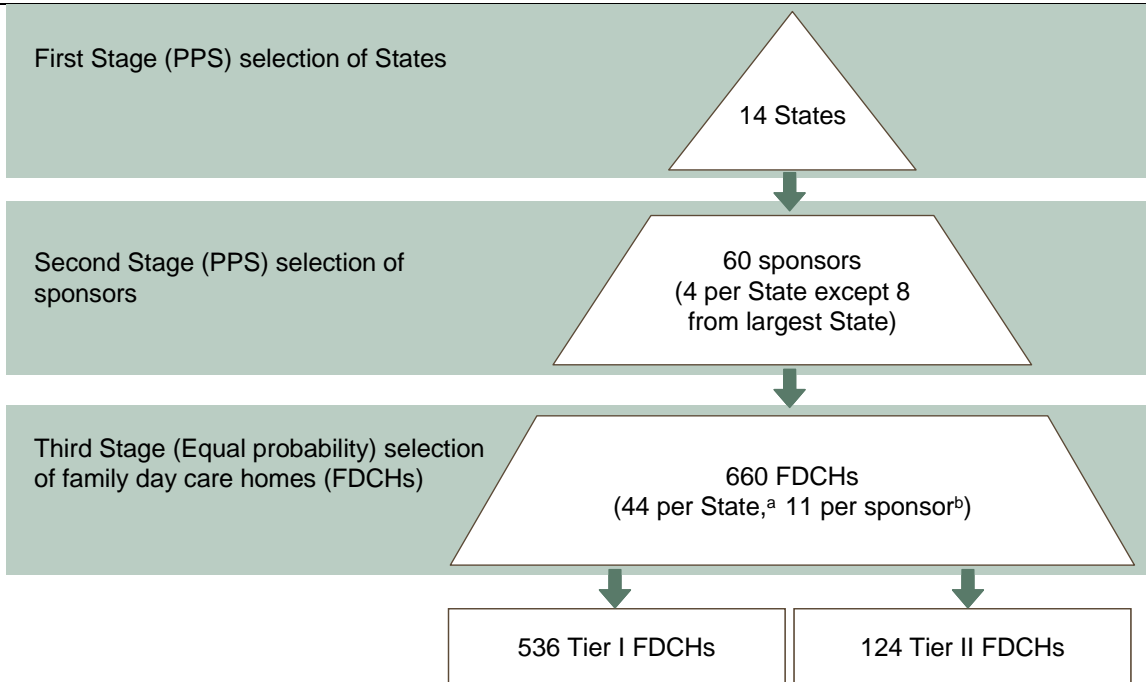 First Stage (PPS) selection of States
14 States
Second Stage (PPS) selection of
sponsors
60 sponsors
(4 per State except 8
from largest State)
Third Stage (Equal probability) selection
of family day care homes (FDCHs)
660 FDCHs
(44 per State,ᵃ 11 per sponsorᵇ)
536 Tier I FDCHs
124 Tier II FDCHs